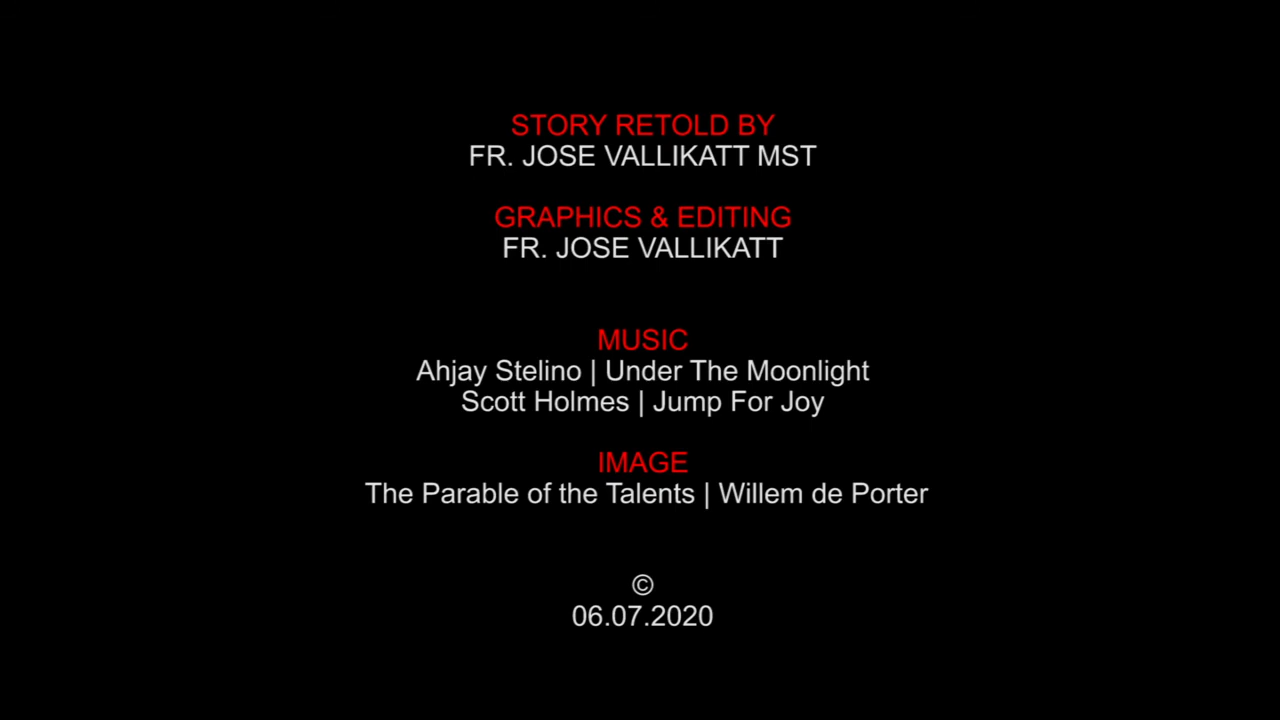 STORY RETOLD BY
FR. JOSE VALLIKATT MST
GRAPHICS & EDITING
FR. JOSE VALLIKATT
MUSIC
Ahjay Stelino | Under The Moonlight
Scott Holmes | Jump For Joy
IMAGE
The Parable of the Talents | Willem de Porter
©
06.07.2020